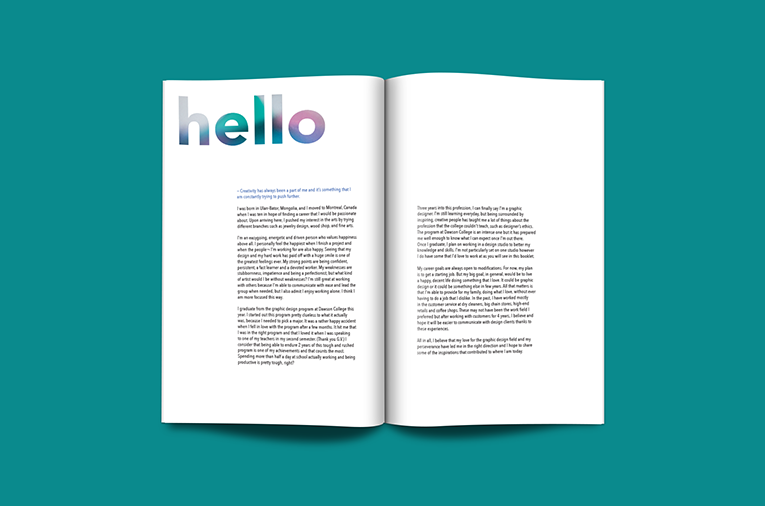 hello
– Creativity has always been a part of me and it's something that I
am constantly trying to push further.
I was born in Ulan-Bator, Mongolia, and I moved to Montreal, Canada
when I was ten in hope of finding a career that I would be passionate
about. Upon arriving here, I pushed my interest in the arts by trying
different branches such as jewelry design, wood shop, and fine arts.
I'm an easygoing, energetic and driven person who values happiness
above all. I personally feel the happiest when I finish a project and
when the people – I'm working for are also happy. Seeing that my
design and my hard work has paid off with a huge smile is one of
the greatest feelings ever. My strong points are being confident,
persistent, a fast learner and a devoted worker. My weaknesses are
stubbornness, impatience and being a perfectionist, but what kind
of artist would I be without weaknesses? I'm still great at working
with others because I'm able to communicate with ease and lead the
group when needed, but I also admit I enjoy working alone. I think I
am more focused this way.
I graduate from the graphic design program at Dawson College this
year. I started out this program pretty clueless to what it actually
was, because I needed to pick a major. It was a rather happy accident
when I fell in love with the program after a few months. It hit me that
I was in the right program and that I loved it when I was speaking
to one of my teachers in my second semester. (Thank you G.V.) I
consider that being able to endure 2 years of this tough and rushed
program is one of my achievements and that counts the most.
Spending more than half a day at school actually working and being
productive is pretty tough, right?
Three years into this profession, I can finally say I'm a graphic
designer. I'm still learning everyday, but being surrounded by
inspiring, creative people has taught me a lot of things about the
profession that the college couldn't teach, such as designer's ethics.
The program at Dawson College is an intense one but it has prepared
me well enough to know what I can expect once I'm out there.
Once I graduate, I plan on working in a design studio to better my
knowledge and skills. I'm not particularly set on one studio however
I do have some that I'd love to work at as you will see in this booklet.
My career goals are always open to modifications. For now, my plan
is to get a starting job. But my big goal, in general, would be to live
a happy, decent life doing something that I love. It could be graphic
design or it could be something else in few years. All that matters is
that I'm able to provide for my family, doing what I love, without ever
having to do a job that I dislike. In the past, I have worked mostly
in the customer service at dry cleaners, big chain stores, high-end
retails and coffee shops. These may not have been the work field I
preferred but after working with customers for 4 years, I believe and
hope it will be easier to communicate with design clients thanks to
those experiences.
All in all, I believe that my love for the graphic design field and my
perseverance have led me in the right direction and I hope to share
some of the inspirations that contributed to where I am today.